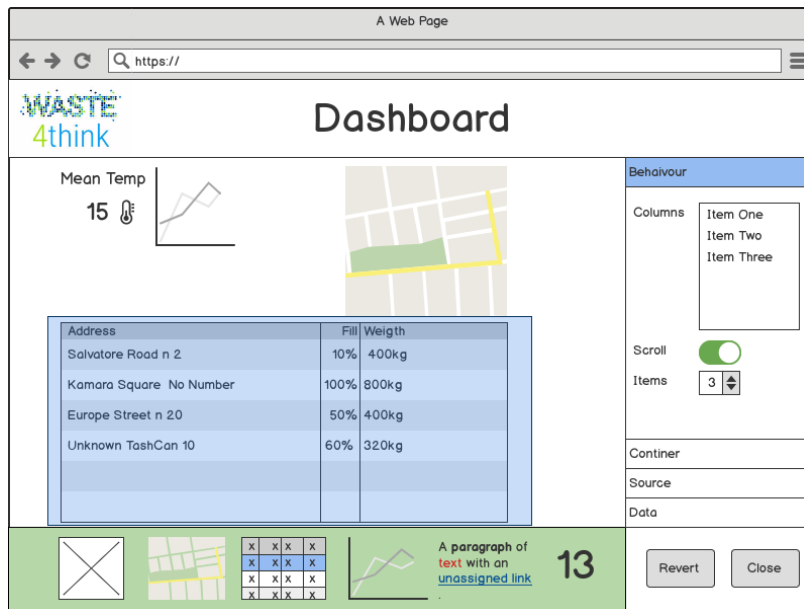 A Web Page
https://
WASTE
4think
Dashboard
Mean Temp
15
Address Fill Weigth
Salvatore Road n 2 10% 400kg
Kamara Square No Number 100% 800kg
Europe Street n 20 50% 400kg
Unknown TashCan 10 60% 320kg
Behaivour
Columns
Item One
Item Two
Item Three
Scroll
Items 3
Continer
Source
Data
X X X X
X X X X
X X X X
X X X X
A paragraph of
text with an
unassigned link
.
13
Revert Close